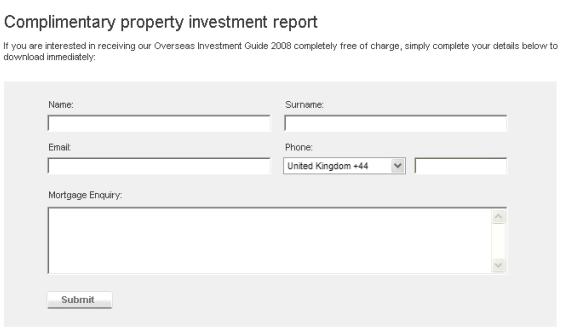 Complimentary property investment report
If you are interested in receiving our Overseas Investment Guide 2008 completely free of charge, simply complete your details below to
download immediately:
Name: Surname:
Email: Phone:
United Kingdom +44
Mortgage Enquiry:
Submit